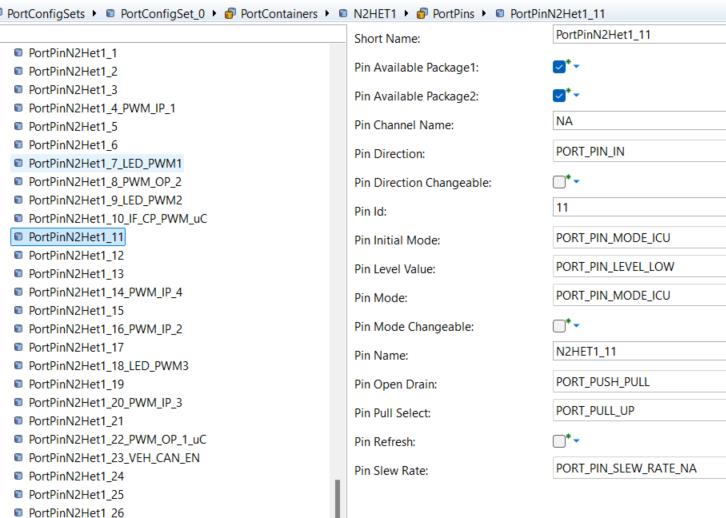 PortConfigSets PortConfigSet_0 PortContainers N2HET1 PortPins PortPinN2Het1_11
PortPinN2Het1_1
PortPinN2Het1_2
PortPinN2Het1_3
PortPinN2Het1_4_PWM_IP_1
PortPinN2Het1_5
PortPinN2Het1_6
PortPinN2Het1_7_LED_PWM1
PortPinN2Het1_8_PWM_OP_2
PortPinN2Het1_9_LED_PWM2
PortPinN2Het1_10_IF_CP_PWM_uC
PortPinN2Het1_11
PortPinN2Het1_12
PortPinN2Het1_13
PortPinN2Het1_14_PWM_IP_4
PortPinN2Het1_15
PortPinN2Het1_16_PWM_IP_2
PortPinN2Het1_17
PortPinN2Het1_18_LED_PWM3
PortPinN2Het1_19
PortPinN2Het1_20_PWM_IP_3
PortPinN2Het1_21
PortPinN2Het1_22_PWM_OP_1_uC
PortPinN2Het1_23_VEH_CAN_EN
PortPinN2Het1_24
PortPinN2Het1_25
PortPinN2Het1_26
Short Name: PortPinN2Het1_11
Pin Available Package1:
Pin Available Package2:
Pin Channel Name: NA
Pin Direction: PORT_PIN_IN
Pin Direction Changeable:
Pin Id: 11
Pin Initial Mode: PORT_PIN_MODE_ICU
Pin Level Value: PORT_PIN_LEVEL_LOW
Pin Mode: PORT_PIN_MODE_ICU
Pin Mode Changeable:
Pin Name: N2HET1_11
Pin Open Drain: PORT_PUSH_PULL
Pin Pull Select: PORT_PULL_UP
Pin Refresh:
Pin Slew Rate: PORT_PIN_SLEW_RATE_NA